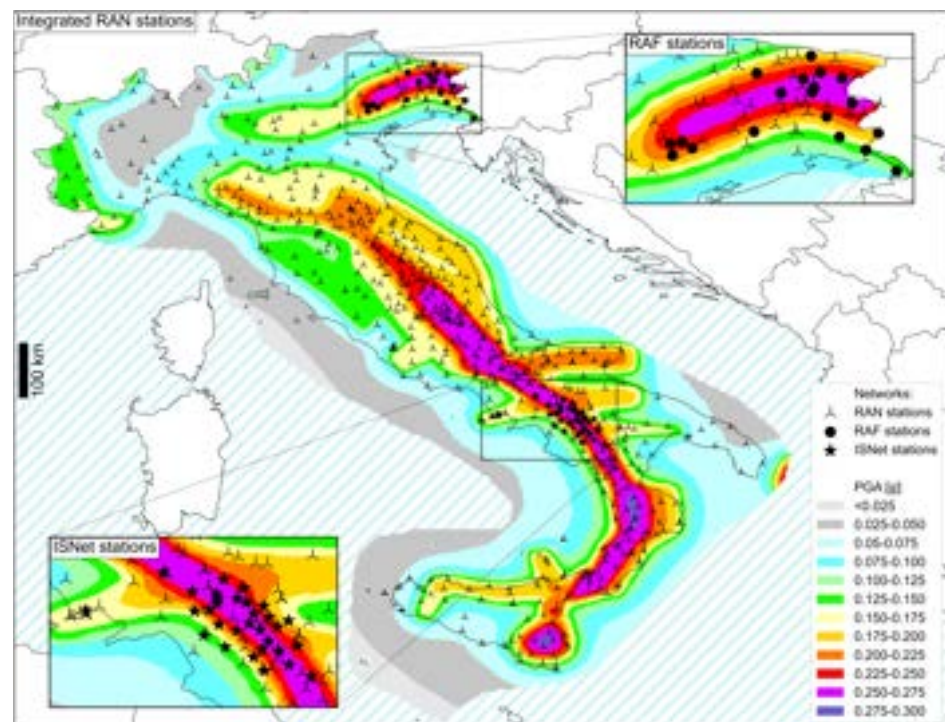 Integrated RAN stations
RAF stations
100 km
Networks:
RAN stations
RAF stations
ISNet stations
PGA [g]
<0.025
0.025-0.050
0.05-0.075
0.075-0.100
0.100-0.125
0.125-0.150
0.150-0.175
0.175-0.200
0.200-0.225
0.225-0.250
0.250-0.275
0.275-0.300
ISNet stations